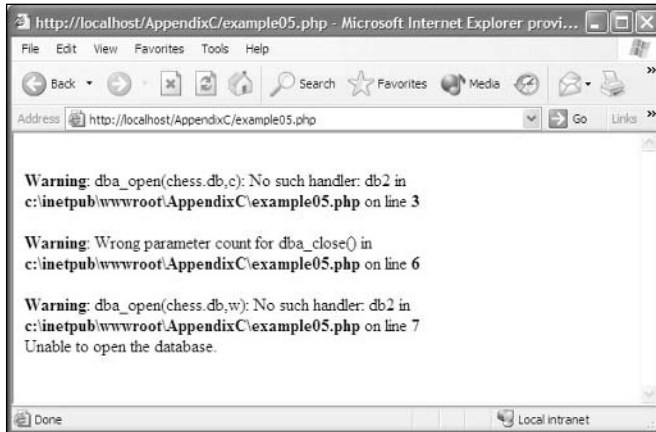 http://localhost/AppendixC/example05.php - Microsoft Internet Explorer provi...
File Edit View Favorites Tools Help
Back Search Favorites Media »
Address http://localhost/AppendixC/example05.php Go Links »
Warning: dba_open(chess.db,c): No such handler: db2 in
c:\inetpub\wwwroot\AppendixC\example05.php on line 3
Warning: Wrong parameter count for dba_close() in
c:\inetpub\wwwroot\AppendixC\example05.php on line 6
Warning: dba_open(chess.db,w): No such handler: db2 in
c:\inetpub\wwwroot\AppendixC\example05.php on line 7
Unable to open the database.
Done Local intranet